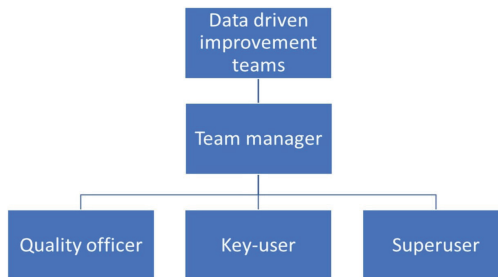 Data driven
improvement
teams
Team manager
Quality officer
Key-user
Superuser